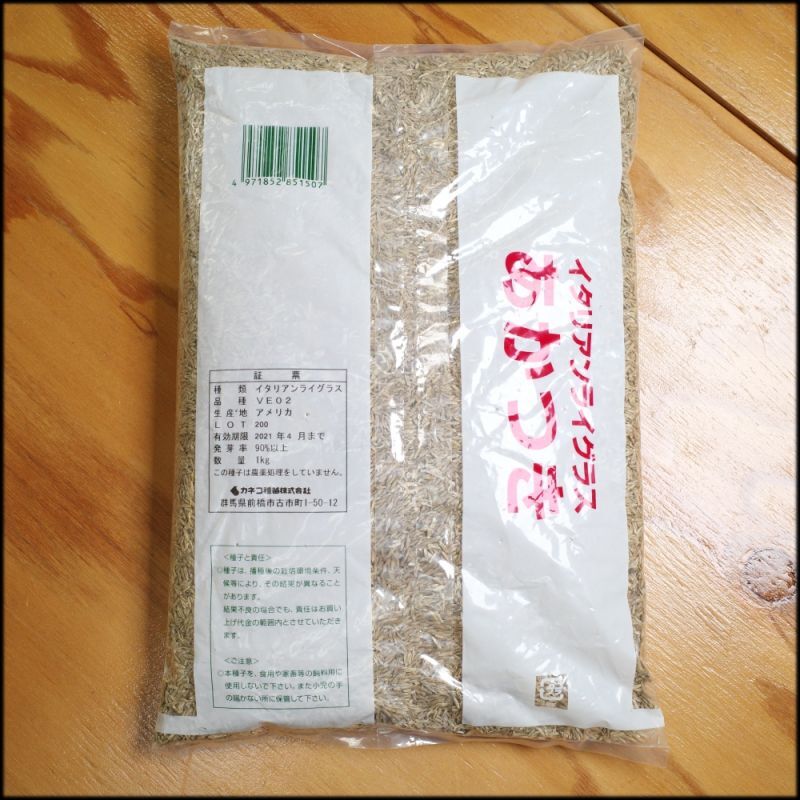 4 971852 851507
証 票
種 類 イタリアンライグラス
品 種 VE02
生 産 地 アメリカ
LOT 200
有効期限 2021 年 4 月まで
発 芽 率 90%以上
数 量 1kg
この種子は農薬処理をしていません。
カネコ種苗株式会社
群馬県前橋市古市町1-50-12
<種子と責任>
○種子は、播種後の栽培環境条件、天
候等により、その結果が異なること
があります。
結果不良の場合でも、責任はお買い
上げ代金の範囲内とさせていただき
ます。
<ご注意>
○本種子を、食用や家畜等の飼料用に
使用しないで下さい。また小児の手
の届かない所に保管して下さい。
イタリアンライグラス
あかつき